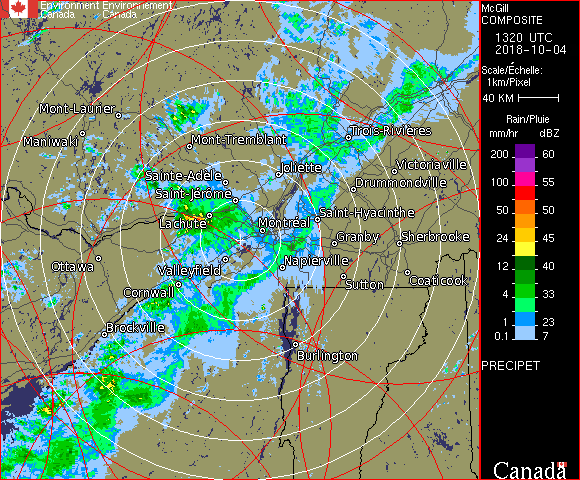 Environment Environnement
Canada Canada
Mont-Laurier
Maniwaki
Mont-Tremblant
Trois-Rivières
Sainte-Adèle
Joliette
Victoriaville
Saint-Jérôme
Drummondville
Lachute
Montréal
Saint-Hyacinthe
Granby
Sherbrooke
Ottawa
Valleyfield
Napierville
Cornwall
Sutton
Coaticook
Brockville
Burlington
McGill
COMPOSITE
1320 UTC
2018-10-04
Scale/Échelle:
1km/Pixel
40 KM
Rain/Pluie
mm/hr dBZ
200 60
100 55
50 50
24 45
12 40
4 33
1 23
0.1 7
PRECIPET
Canada